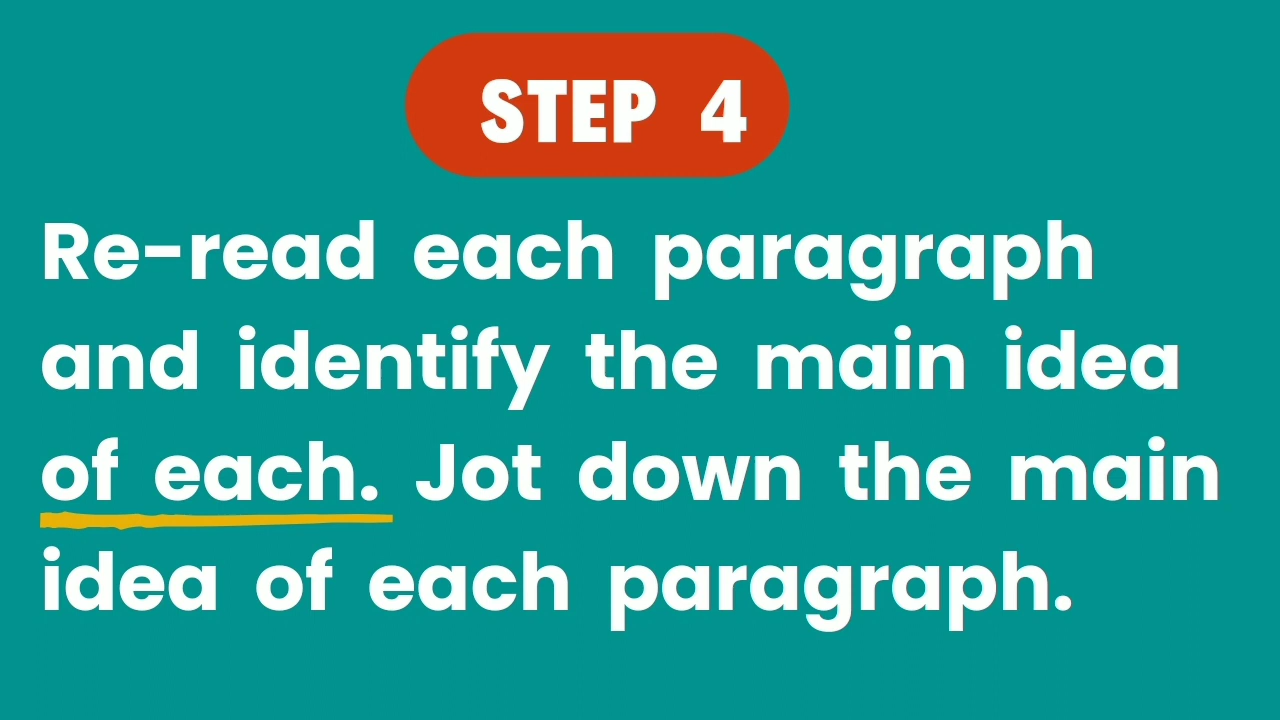 STEP 4
Re-read each paragraph
and identify the main idea
of each. Jot down the main
idea of each paragraph.